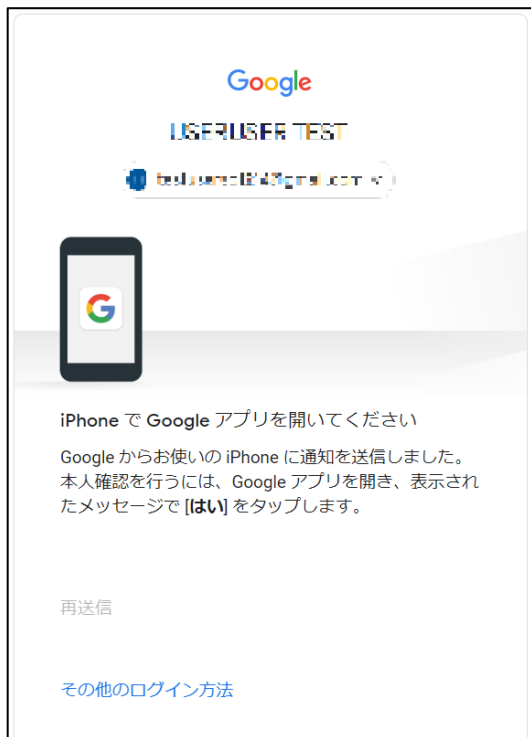 Google
USERUSER TEST
iPhone で Google アプリを開いてください
Google からお使いの iPhone に通知を送信しました。
本人確認を行うには、Google アプリを開き、表示され
たメッセージで [はい] をタップします。
再送信
その他のログイン方法